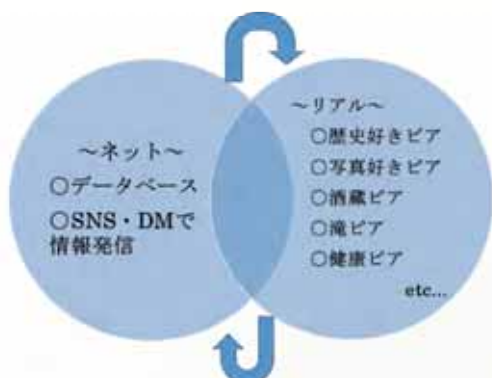 ～ネット～
○データベース
○SNS・DMで
情報発信
～リアル～
○歴史好きピア
○写真好きピア
○酒蔵ピア
○滝ピア
○健康ピア
etc...